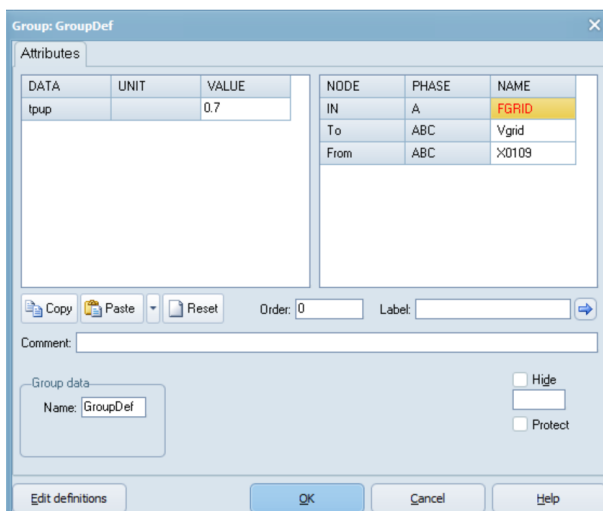 Group: GroupDef
Attributes
DATA UNIT VALUE
tpup 0.7
NODE PHASE NAME
IN A FGRID
To ABC Vgrid
From ABC X0109
Copy Paste Reset Order: 0 Label:
Comment:
Group data
Name: GroupDef
Hide
Protect
Edit definitions OK Cancel Help